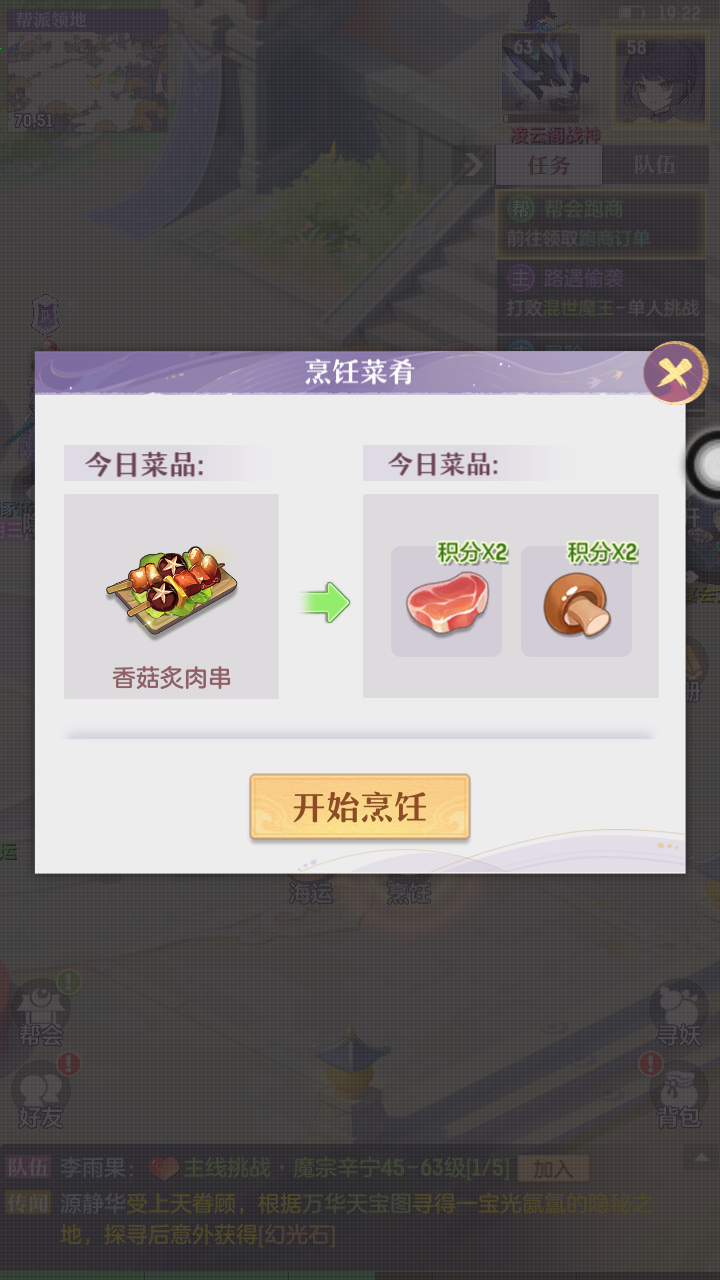 帮派领地
19:22
63
58
70,51
凌云阁战神
任务
队伍
帮 帮会跑商
前往领取跑商订单
主 路遇偷袭
打败混世魔王-单人挑战
烹饪菜肴
今日菜品:
今日菜品:
积分X2
积分X2
香菇炙肉串
开始烹饪
海运
烹饪
帮会
寻妖
好友
背包
队伍 李雨果: 主线挑战·魔宗辛宁45-63级[1/5] 加入
传闻 源静华受上天眷顾，根据万华天宝图寻得一宝光氤氲的隐秘之
地，探寻后意外获得[幻光石]